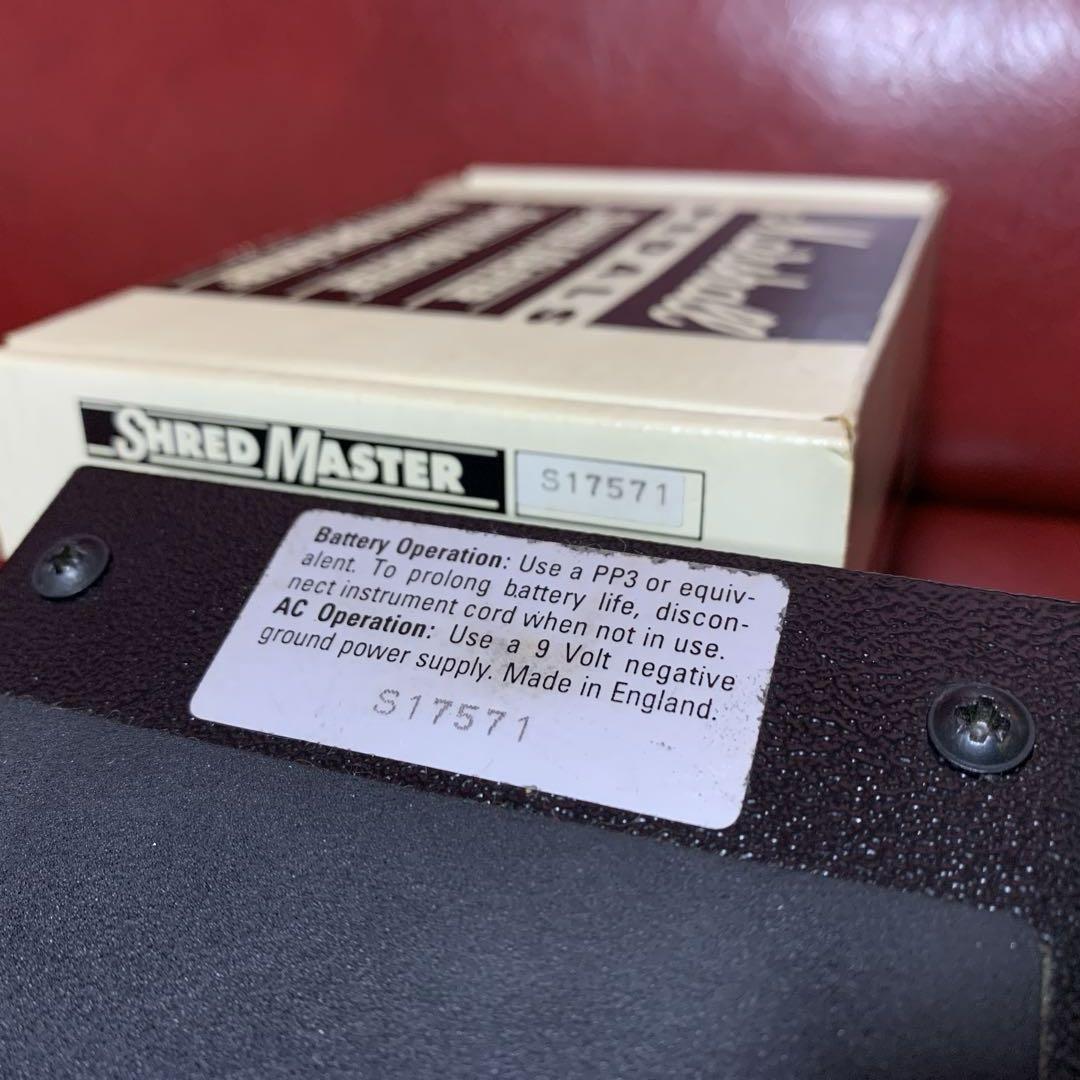 Marshall
SHRED MASTER
S17571
Battery Operation: Use a PP3 or equiv-
alent. To prolong battery life, discon-
nect instrument cord when not in use.
AC Operation: Use a 9 Volt negative
ground power supply. Made in England.
S17571